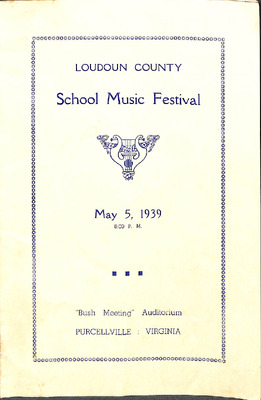 LOUDOUN COUNTY
School Music Festival
May 5, 1939
8:00 P. M.
"Bush Meeting" Auditorium
PURCELLVILLE : VIRGINIA